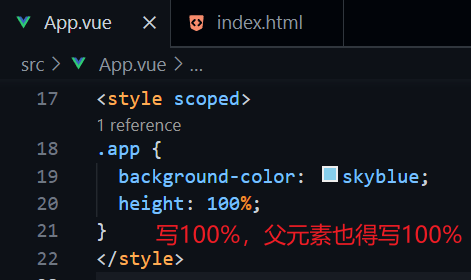 App.vue
index.html
src > App.vue > ...
17 <style scoped>
1 reference
18 .app {
19 background-color: skyblue;
20 height: 100%;
21 }
写100%，父元素也得写100%
22 </style>